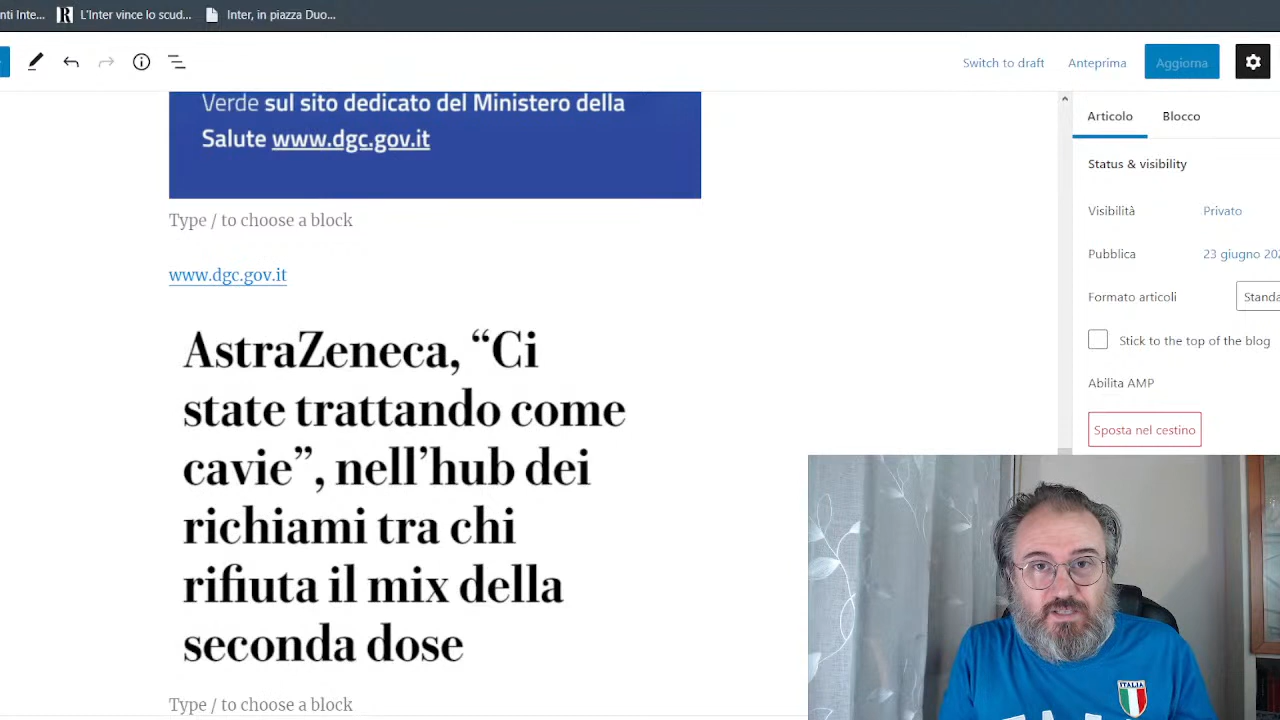 nti Inte...
L'Inter vince lo scud...
Inter, in piazza Duo...
Switch to draft
Anteprima
Aggiorna
Verde sul sito dedicato del Ministero della
Salute www.dgc.gov.it
Type / to choose a block
www.dgc.gov.it
AstraZeneca, “Ci
state trattando come
cavie”, nell’hub dei
richiami tra chi
rifiuta il mix della
seconda dose
Type / to choose a block
Articolo
Blocco
Status & visibility
Visibilità
Privato
Pubblica
23 giugno 202
Formato articoli
Standa
Stick to the top of the blog
Abilita AMP
Sposta nel cestino
ITALIA